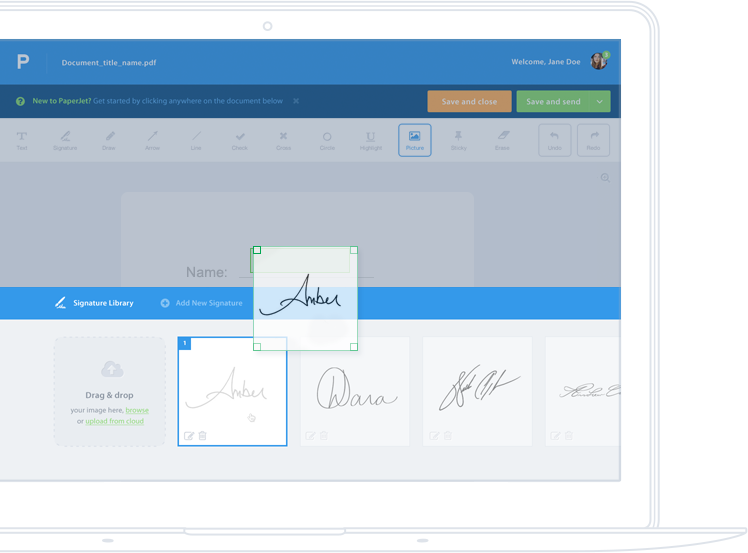 P
Document_title_name.pdf
Welcome, Jane Doe
3
? New to PaperJet? Get started by clicking anywhere on the document below
Save and close
Save and send
Text
Signature
Draw
Arrow
Line
Check
Cross
Circle
Highlight
Picture
Sticky
Eraser
Undo
Redo
Name:
Amber
Signature Library
Add New Signature
Drag & drop
your image here, browse
or upload from cloud
1
Amber
Dara